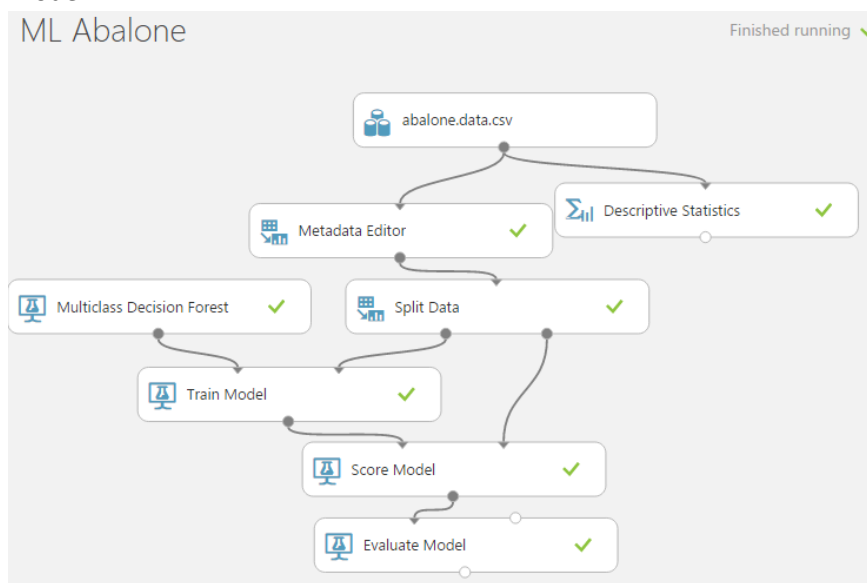 ML Abalone
Finished running
abalone.data.csv
Descriptive Statistics
Metadata Editor
Multiclass Decision Forest
Split Data
Train Model
Score Model
Evaluate Model